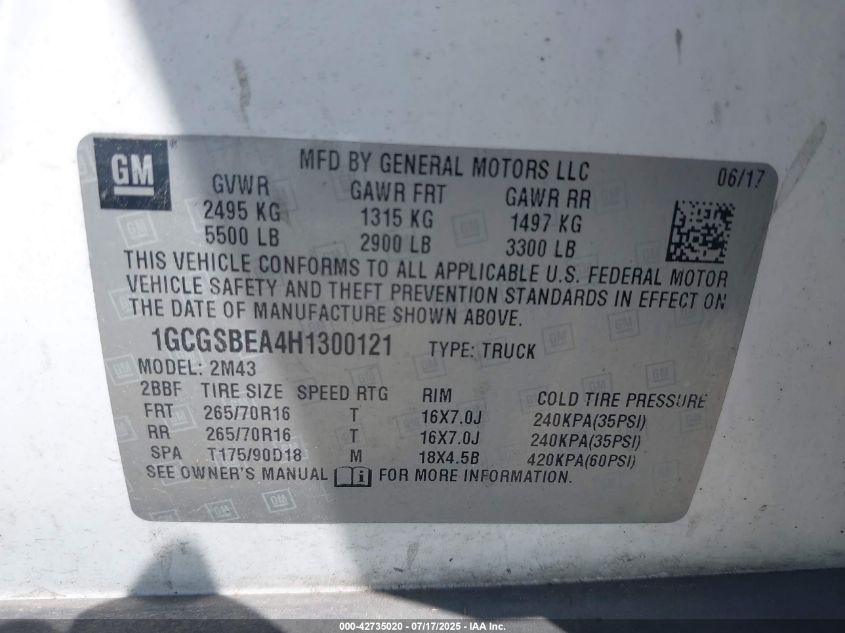 GM
MFD BY GENERAL MOTORS LLC 06/17
GVWR GAWR FRT GAWR RR
2495 KG 1315 KG 1497 KG
5500 LB 2900 LB 3300 LB
THIS VEHICLE CONFORMS TO ALL APPLICABLE U.S. FEDERAL MOTOR
VEHICLE SAFETY AND THEFT PREVENTION STANDARDS IN EFFECT ON
THE DATE OF MANUFACTURE SHOWN ABOVE.
1GCGSBEA4H1300121 TYPE: TRUCK
MODEL: 2M43
2BBF TIRE SIZE SPEED RTG RIM COLD TIRE PRESSURE
FRT 265/70R16 T 16X7.0J 240KPA(35PSI)
RR 265/70R16 T 16X7.0J 240KPA(35PSI)
SPA T175/90D18 M 18X4.5B 420KPA(60PSI)
SEE OWNER'S MANUAL FOR MORE INFORMATION.
000-42735020 - 07/17/2025 - IAA Inc.